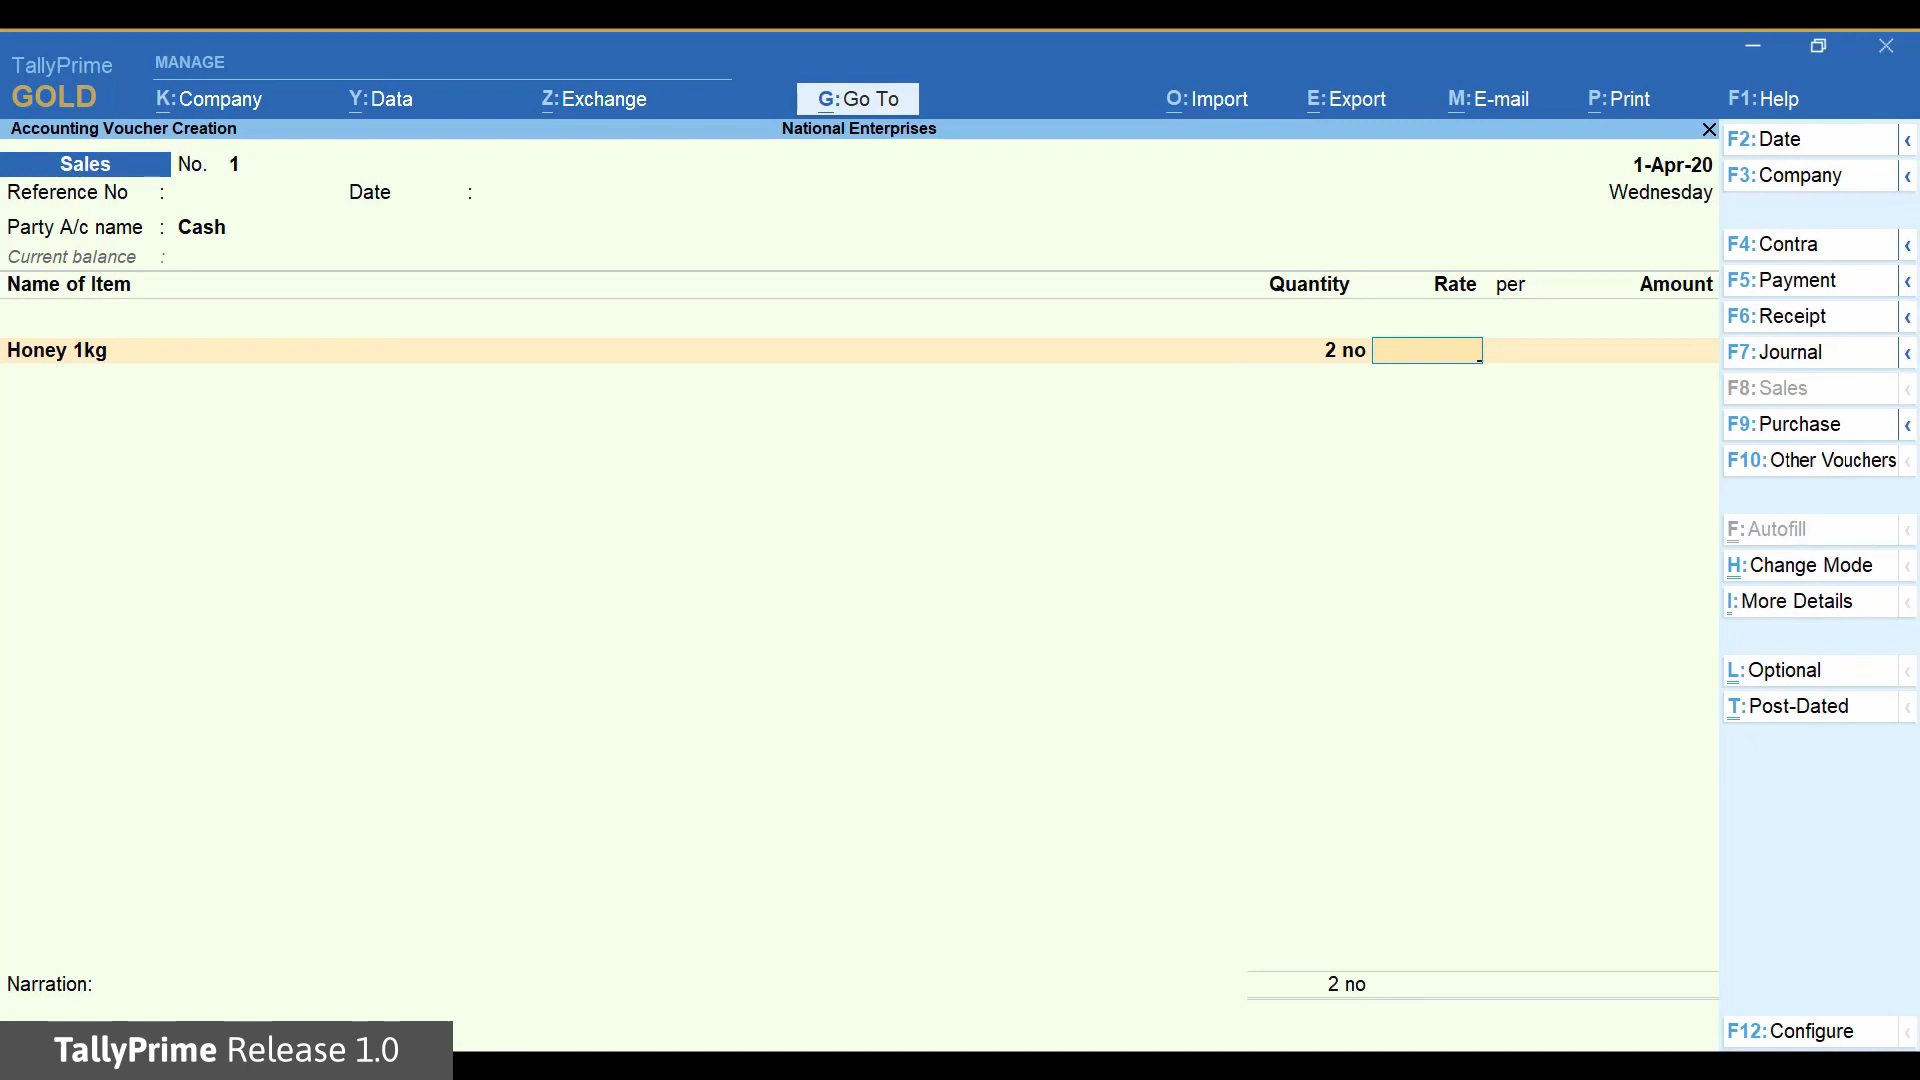 TallyPrime
GOLD
MANAGE
K: Company
Y: Data
Z: Exchange
G: Go To
O: Import
E: Export
M: E-mail
P: Print
F1: Help
Accounting Voucher Creation
National Enterprises
Sales No. 1 1-Apr-20
Reference No : Date : Wednesday
Party A/c name : Cash
Current balance :
Name of Item Quantity Rate per Amount
Honey 1kg 2 no
Narration: 2 no
F2: Date
F3: Company
F4: Contra
F5: Payment
F6: Receipt
F7: Journal
F8: Sales
F9: Purchase
F10: Other Vouchers
F: Autofill
H: Change Mode
I: More Details
L: Optional
T: Post-Dated
F12: Configure
TallyPrime Release 1.0